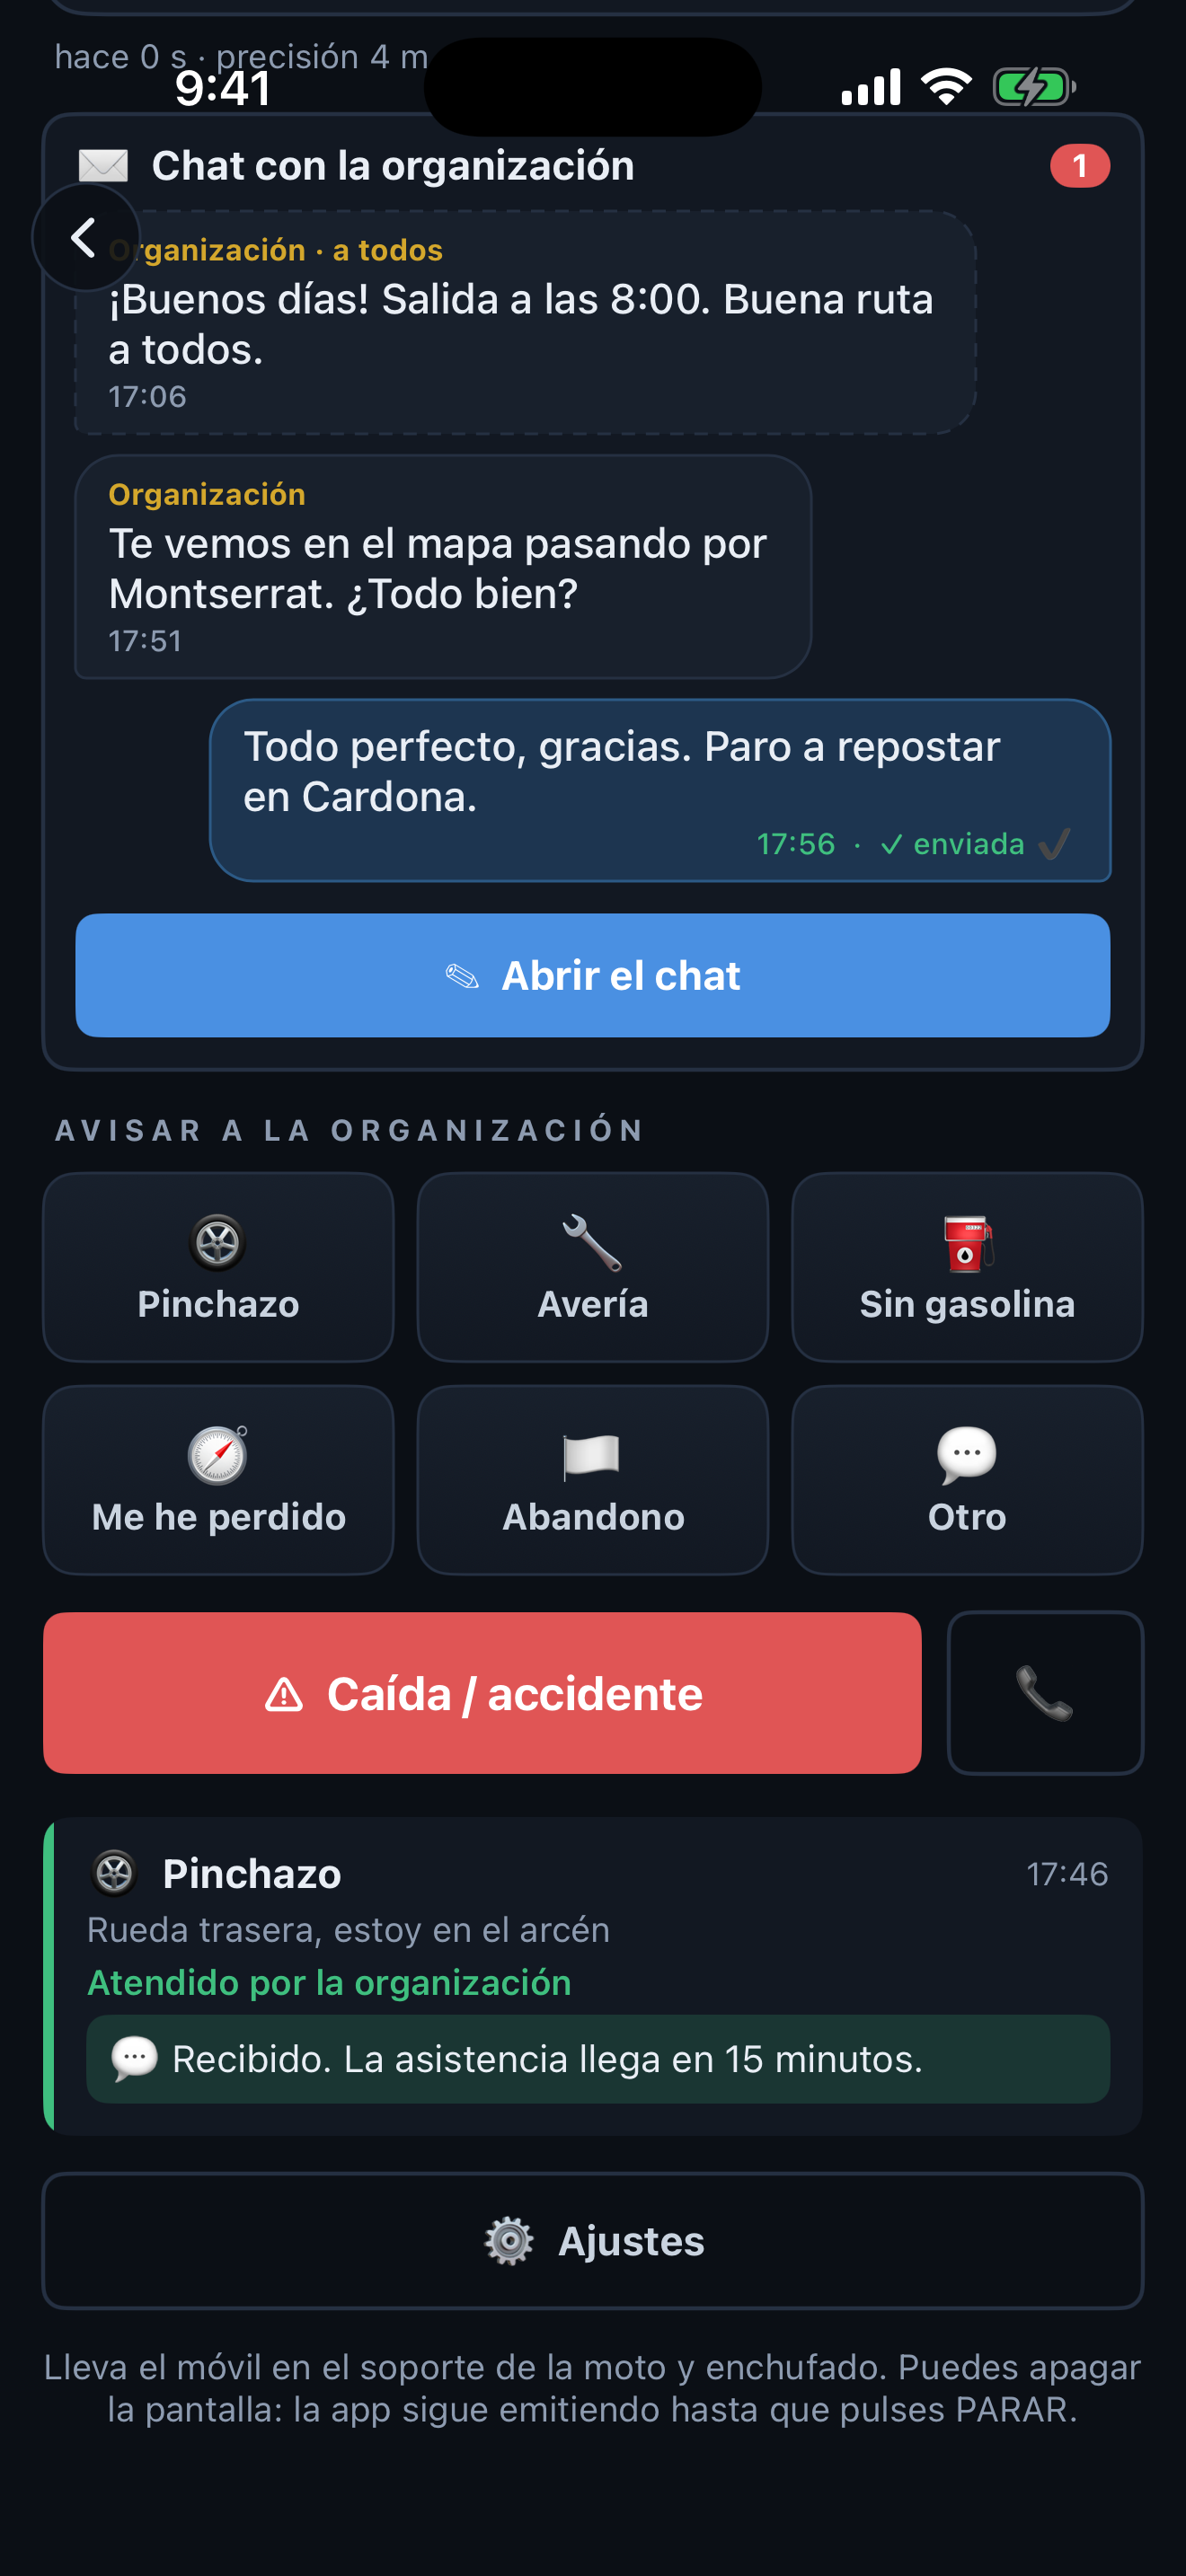 hace 0 s · precisión 4 m
9:41
Chat con la organización
1
Organización · a todos
¡Buenos días! Salida a las 8:00. Buena ruta
a todos.
17:06
Organización
Te vemos en el mapa pasando por
Montserrat. ¿Todo bien?
17:51
Todo perfecto, gracias. Paro a repostar
en Cardona.
17:56 · ✓ enviada ✔
✎ Abrir el chat
AVISAR A LA ORGANIZACIÓN
Pinchazo
Avería
Sin gasolina
Me he perdido
Abandono
Otro
⚠ Caída / accidente
Pinchazo
17:46
Rueda trasera, estoy en el arcén
Atendido por la organización
Recibido. La asistencia llega en 15 minutos.
Ajustes
Lleva el móvil en el soporte de la moto y enchufado. Puedes apagar
la pantalla: la app sigue emitiendo hasta que pulses PARAR.